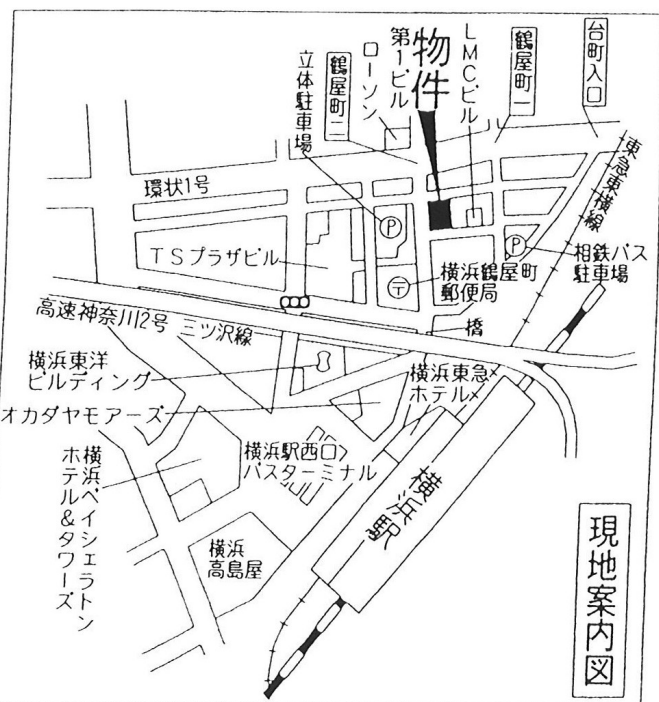 台町入口
鶴屋町一
LMCビル
物件
第1ビル
ローソン
鶴屋町二
立体駐車場
東急東横線
環状1号
P
P
相鉄バス
駐車場
TSプラザビル
〒
横浜鶴屋町
郵便局
高速神奈川2号 三ツ沢線
橋
横浜東洋
ビルディング
横浜東急
ホテル
オカダヤモアーズ
横浜駅西口
バスターミナル
横浜ベイシェラトン
ホテル&タワーズ
横浜駅
横浜
高島屋
現地案内図